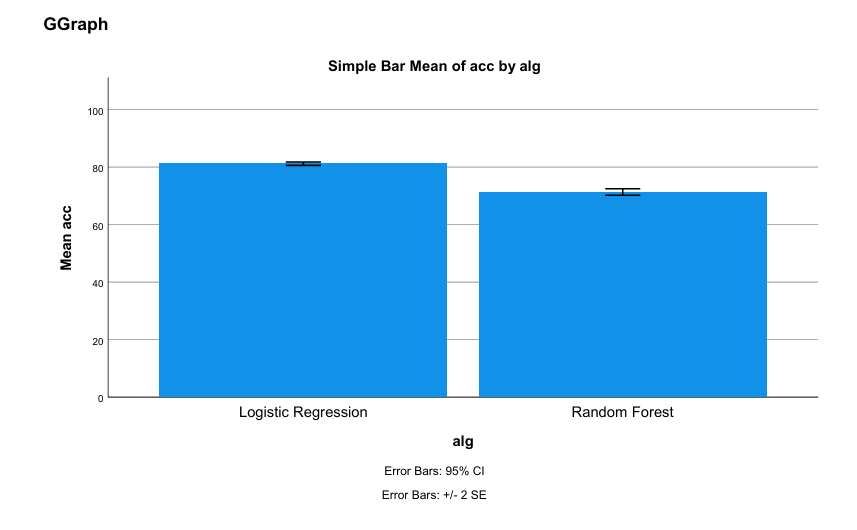 GGraph
Simple Bar Mean of acc by alg
100
80
60
40
20
0
Mean acc
Logistic Regression
Random Forest
alg
Error Bars: 95% CI
Error Bars: +/- 2 SE